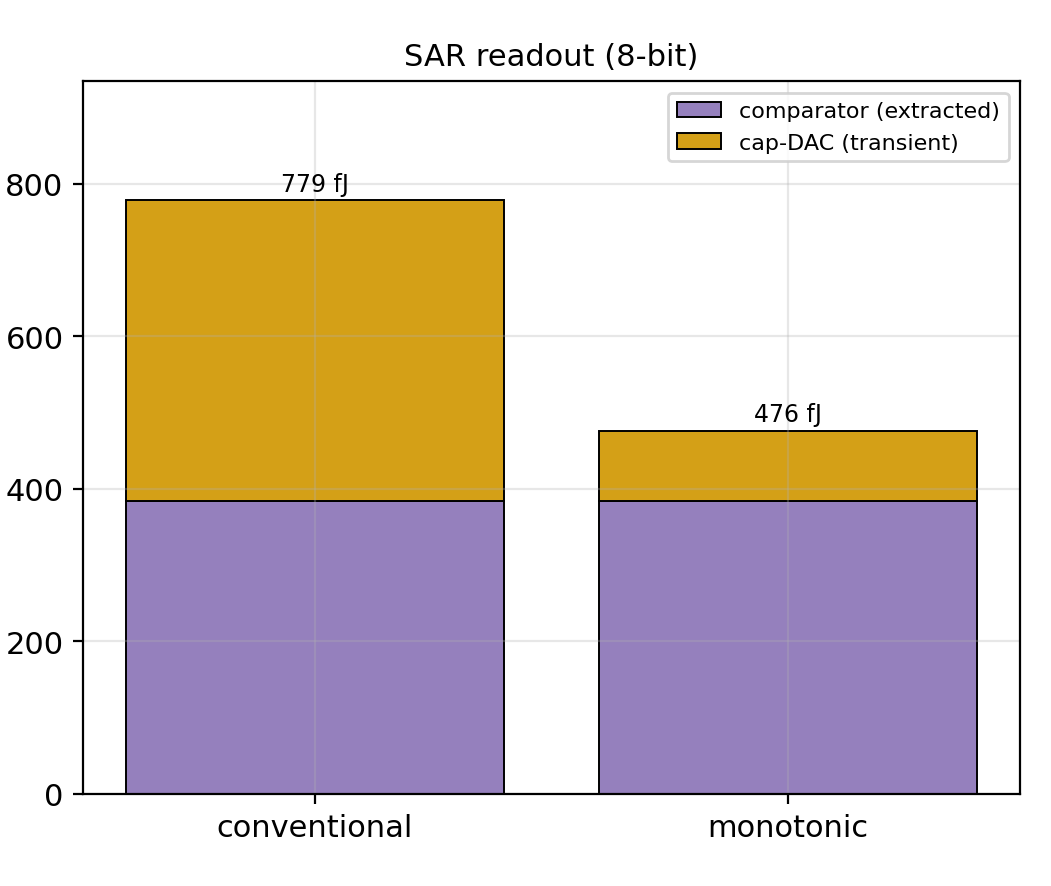 SAR readout (8-bit)
comparator (extracted)
cap-DAC (transient)
800
600
400
200
0
779 fJ
476 fJ
conventional
monotonic